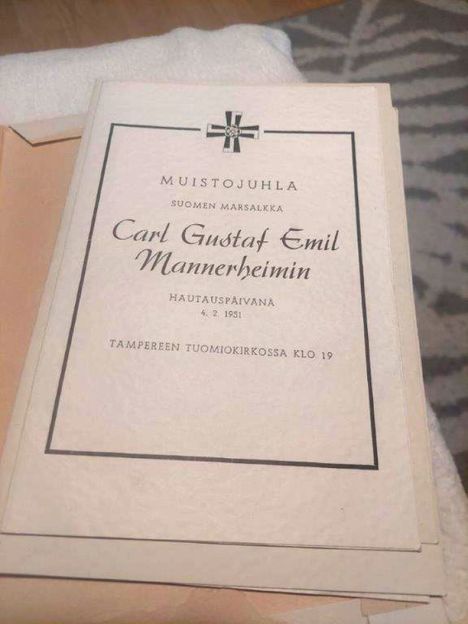 MUISTOJUHLA
SUOMEN MARSALKKA
Carl Gustaf Emil
Mannerheimin
HAUTAUSPÄIVÄNÄ
4. 2. 1951
TAMPEREEN TUOMIOKIRKOSSA KLO 19